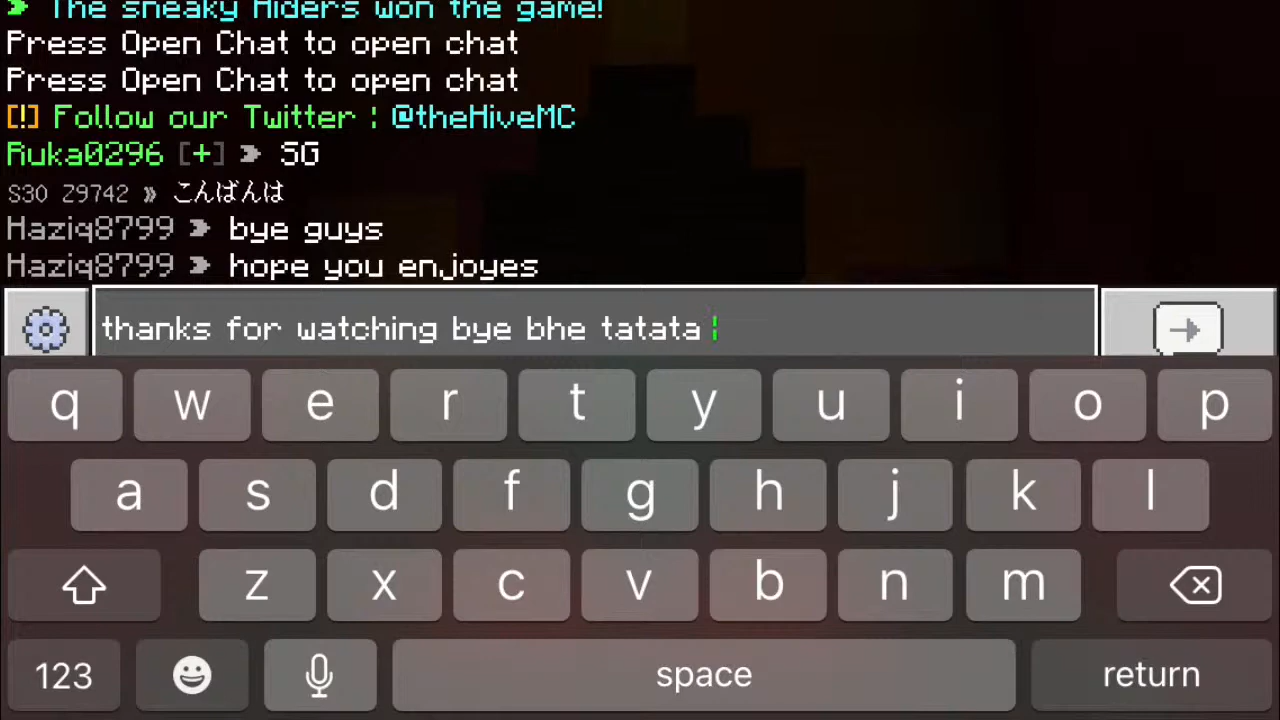 The sneaky Hiders won the game!
Press Open Chat to open chat
Press Open Chat to open chat
[!] Follow our Twitter ¦ @theHiveMC
Ruka0296 [+] » SG
S30 Z9742 » こんばんは
Haziq8799 » bye guys
Haziq8799 » hope you enjoyes
thanks for watching bye bhe tatata
q w e r t y u i o p
a s d f g h j k l
z x c v b n m
123 space return